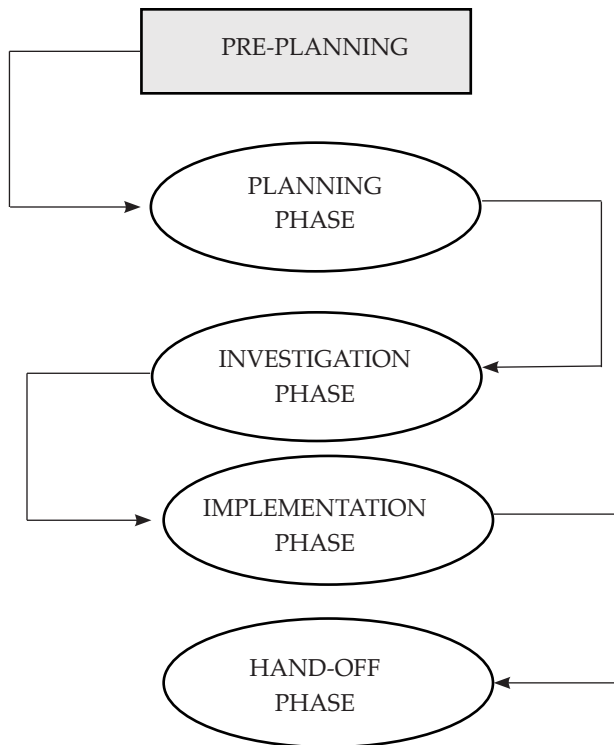 PRE-PLANNING
PLANNING
PHASE
INVESTIGATION
PHASE
IMPLEMENTATION
PHASE
HAND-OFF
PHASE